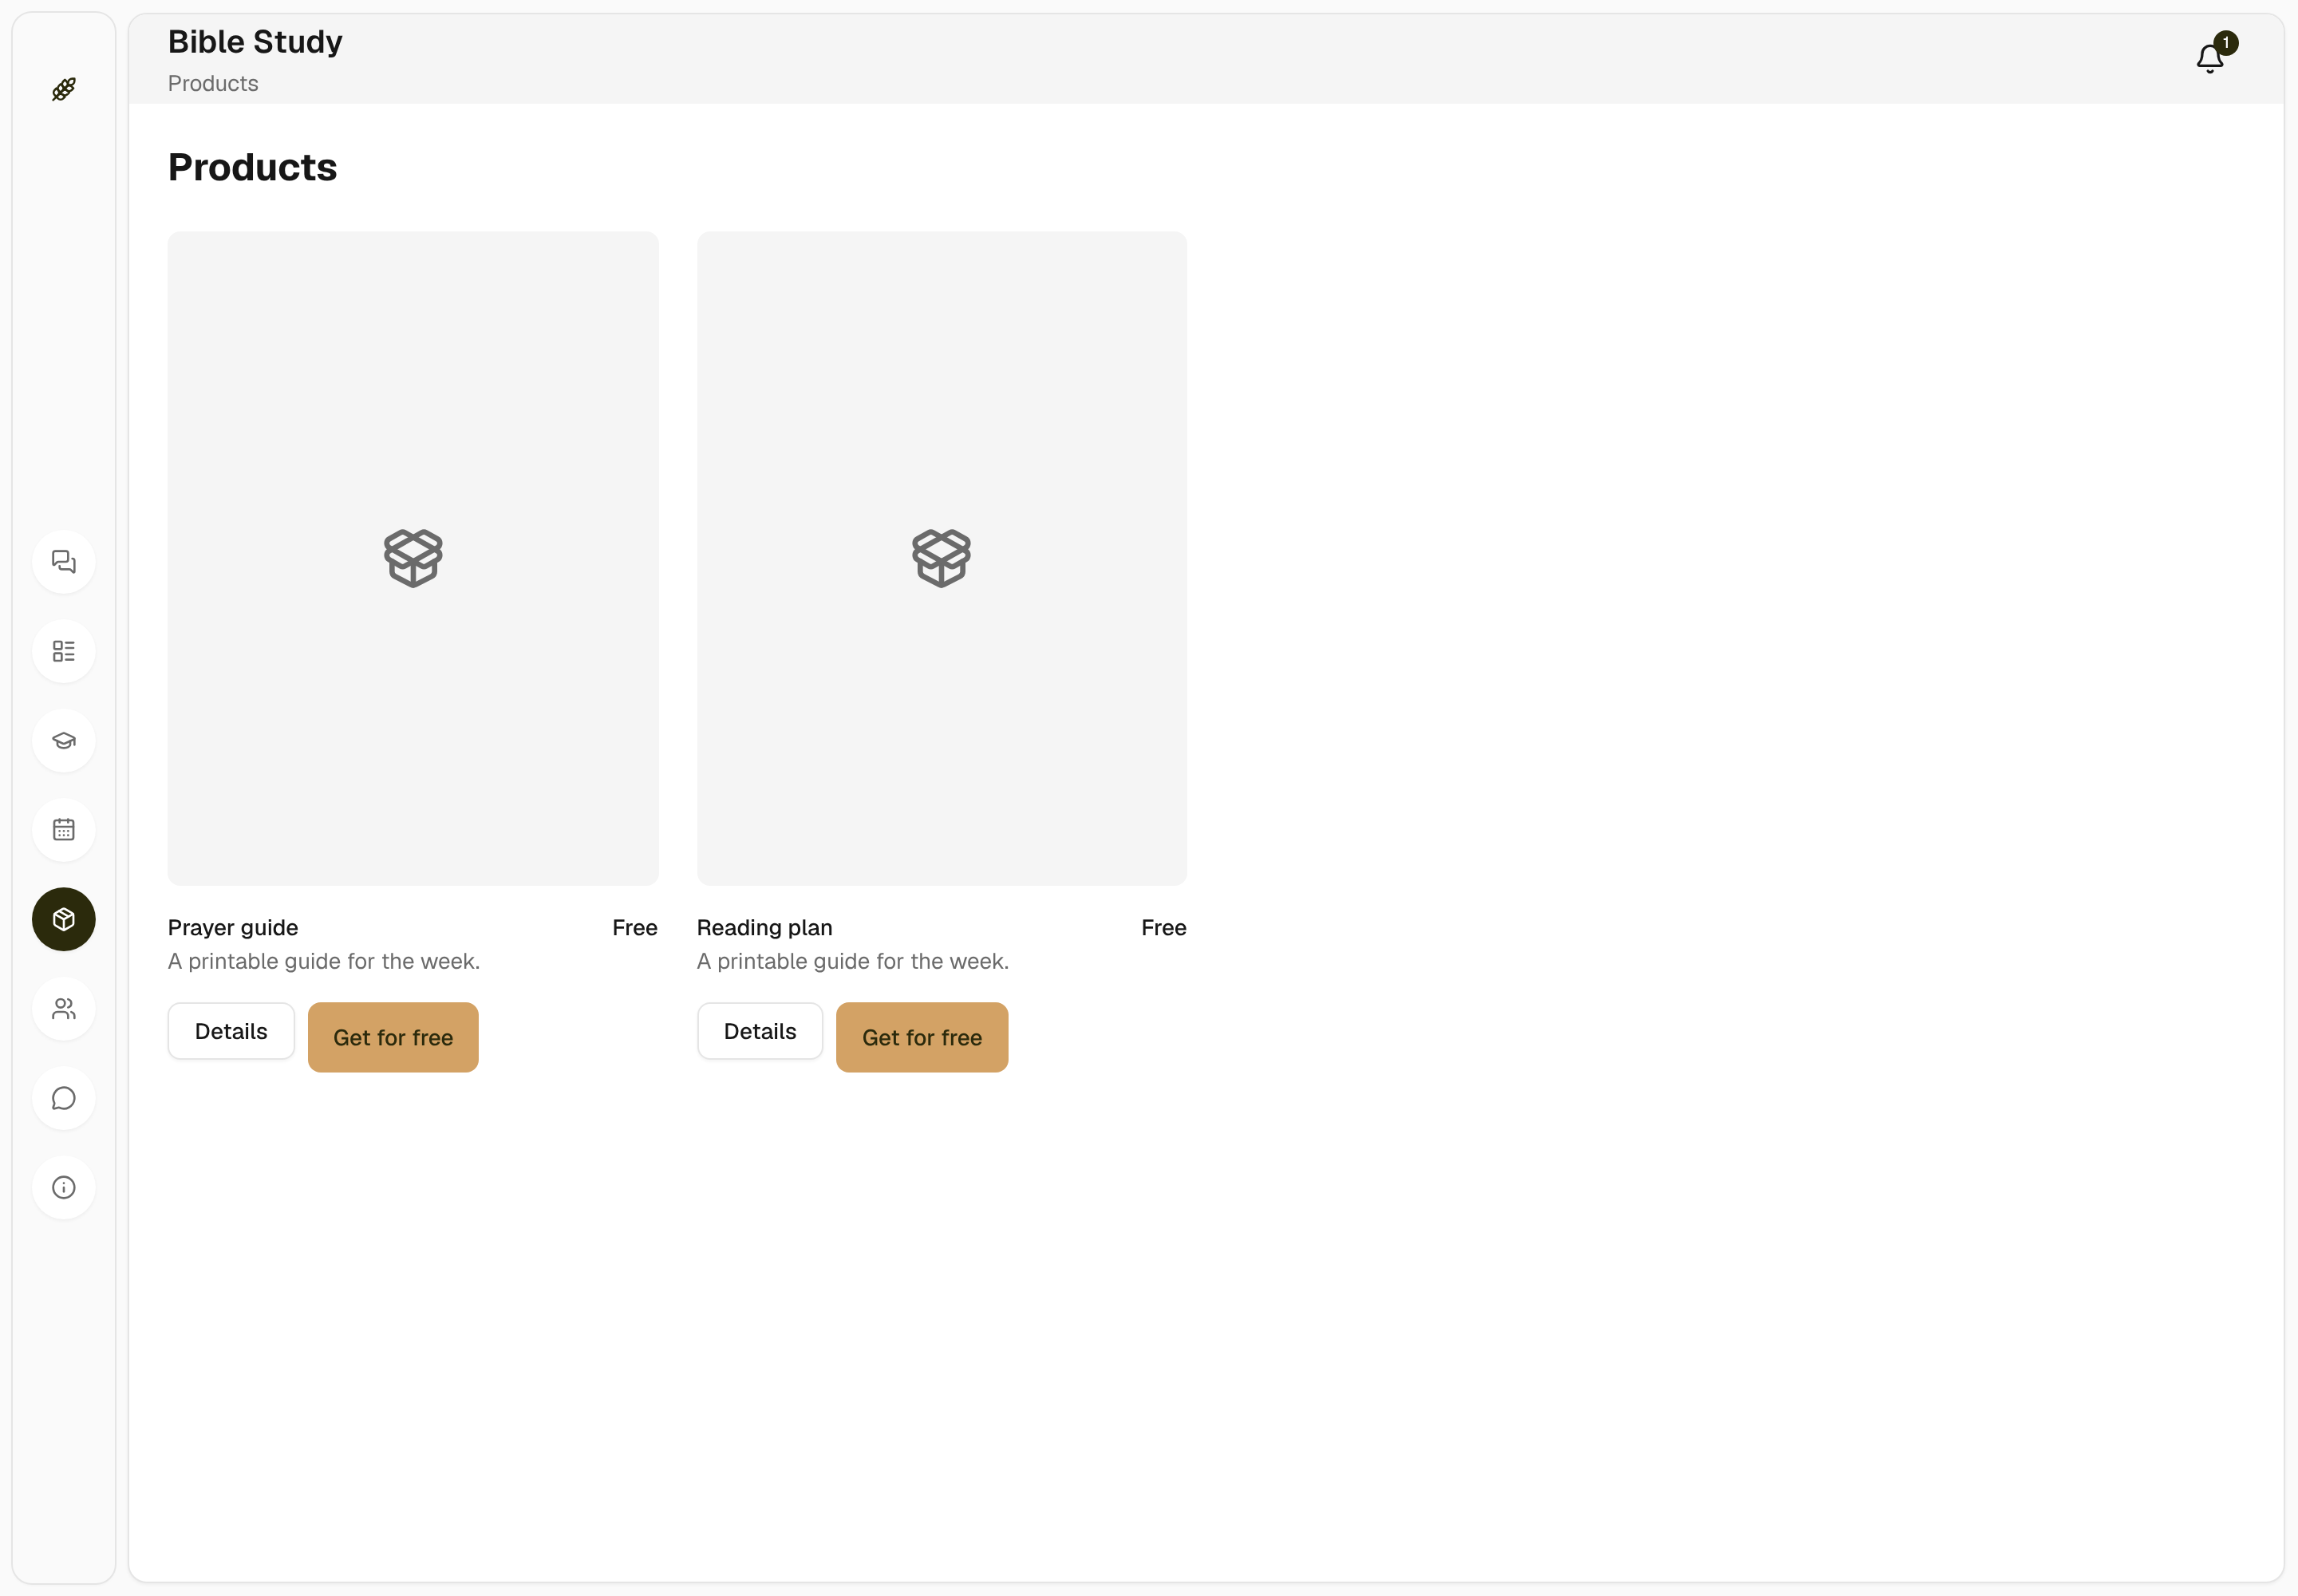 Bible Study
1
Products
Products
Prayer guide Free
A printable guide for the week.
Details Get for free
Reading plan Free
A printable guide for the week.
Details Get for free